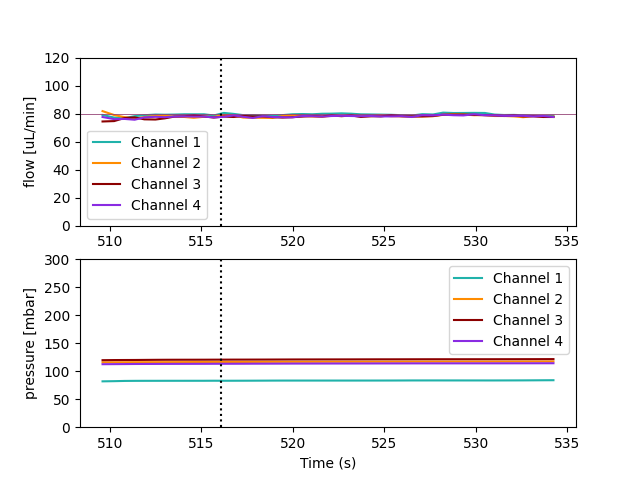 120
100
80
60
40
20
0
flow [uL/min]
Channel 1
Channel 2
Channel 3
Channel 4
510 515 520 525 530 535
300
250
200
150
100
50
0
pressure [mbar]
Channel 1
Channel 2
Channel 3
Channel 4
510 515 520 525 530 535
Time (s)